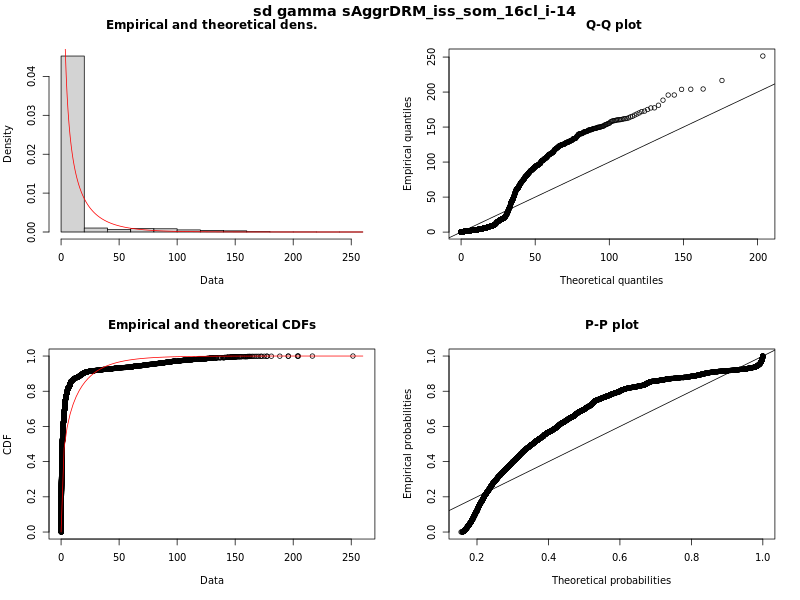 sd gamma sAggrDRM_iss_som_16cl_i-14
Empirical and theoretical dens.
Density
0.00 0.01 0.02 0.03 0.04
0 50 100 150 200 250
Data
Q-Q plot
Empirical quantiles
0 50 100 150 200 250
0 50 100 150 200
Theoretical quantiles
Empirical and theoretical CDFs
CDF
0.0 0.2 0.4 0.6 0.8 1.0
0 50 100 150 200 250
Data
P-P plot
Empirical probabilities
0.0 0.2 0.4 0.6 0.8 1.0
0.2 0.4 0.6 0.8 1.0
Theoretical probabilities